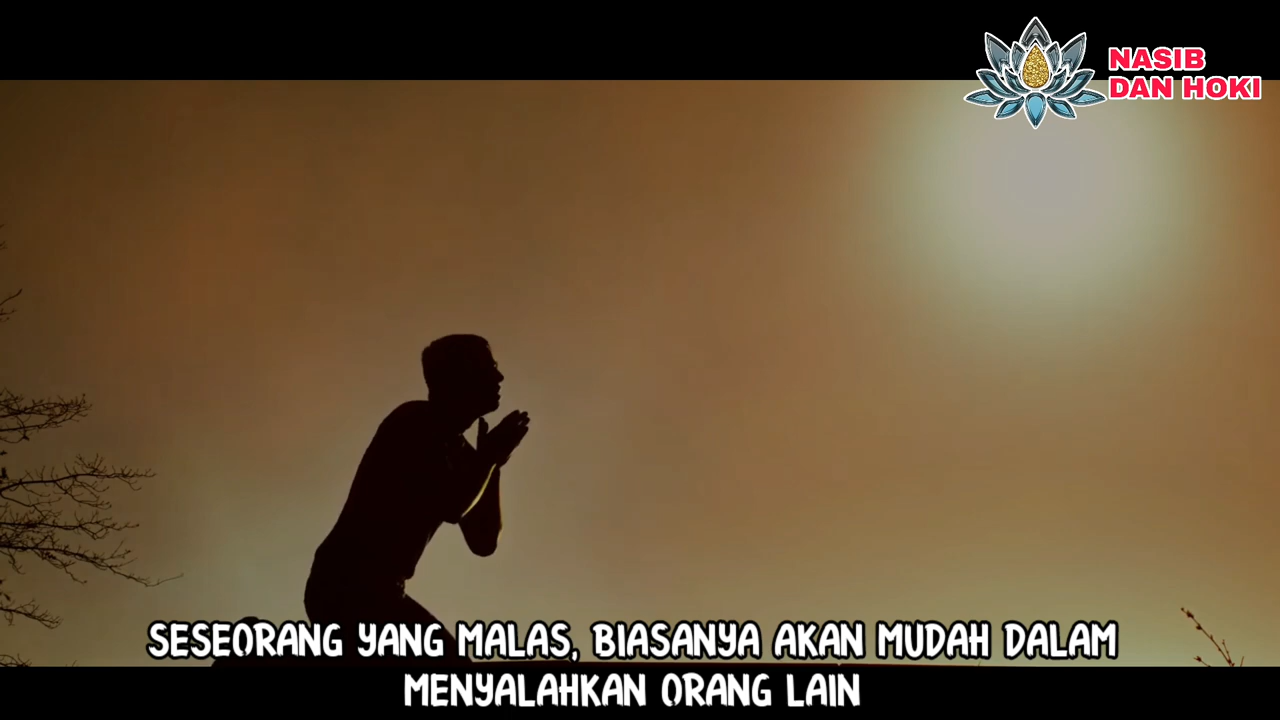 NASIB
DAN HOKI
SESEORANG YANG MALAS, BIASANYA AKAN MUDAH DALAM
MENYALAHKAN ORANG LAIN